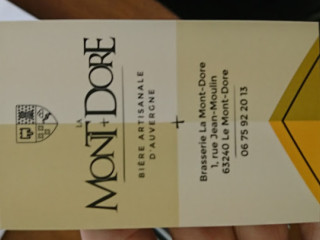 LA
MONT+DORE
BIÈRE ARTISANALE
D'AUVERGNE
Brasserie La Mont-Dore
1, rue Jean-Moulin
63240 Le Mont-Dore
06 75 92 20 13